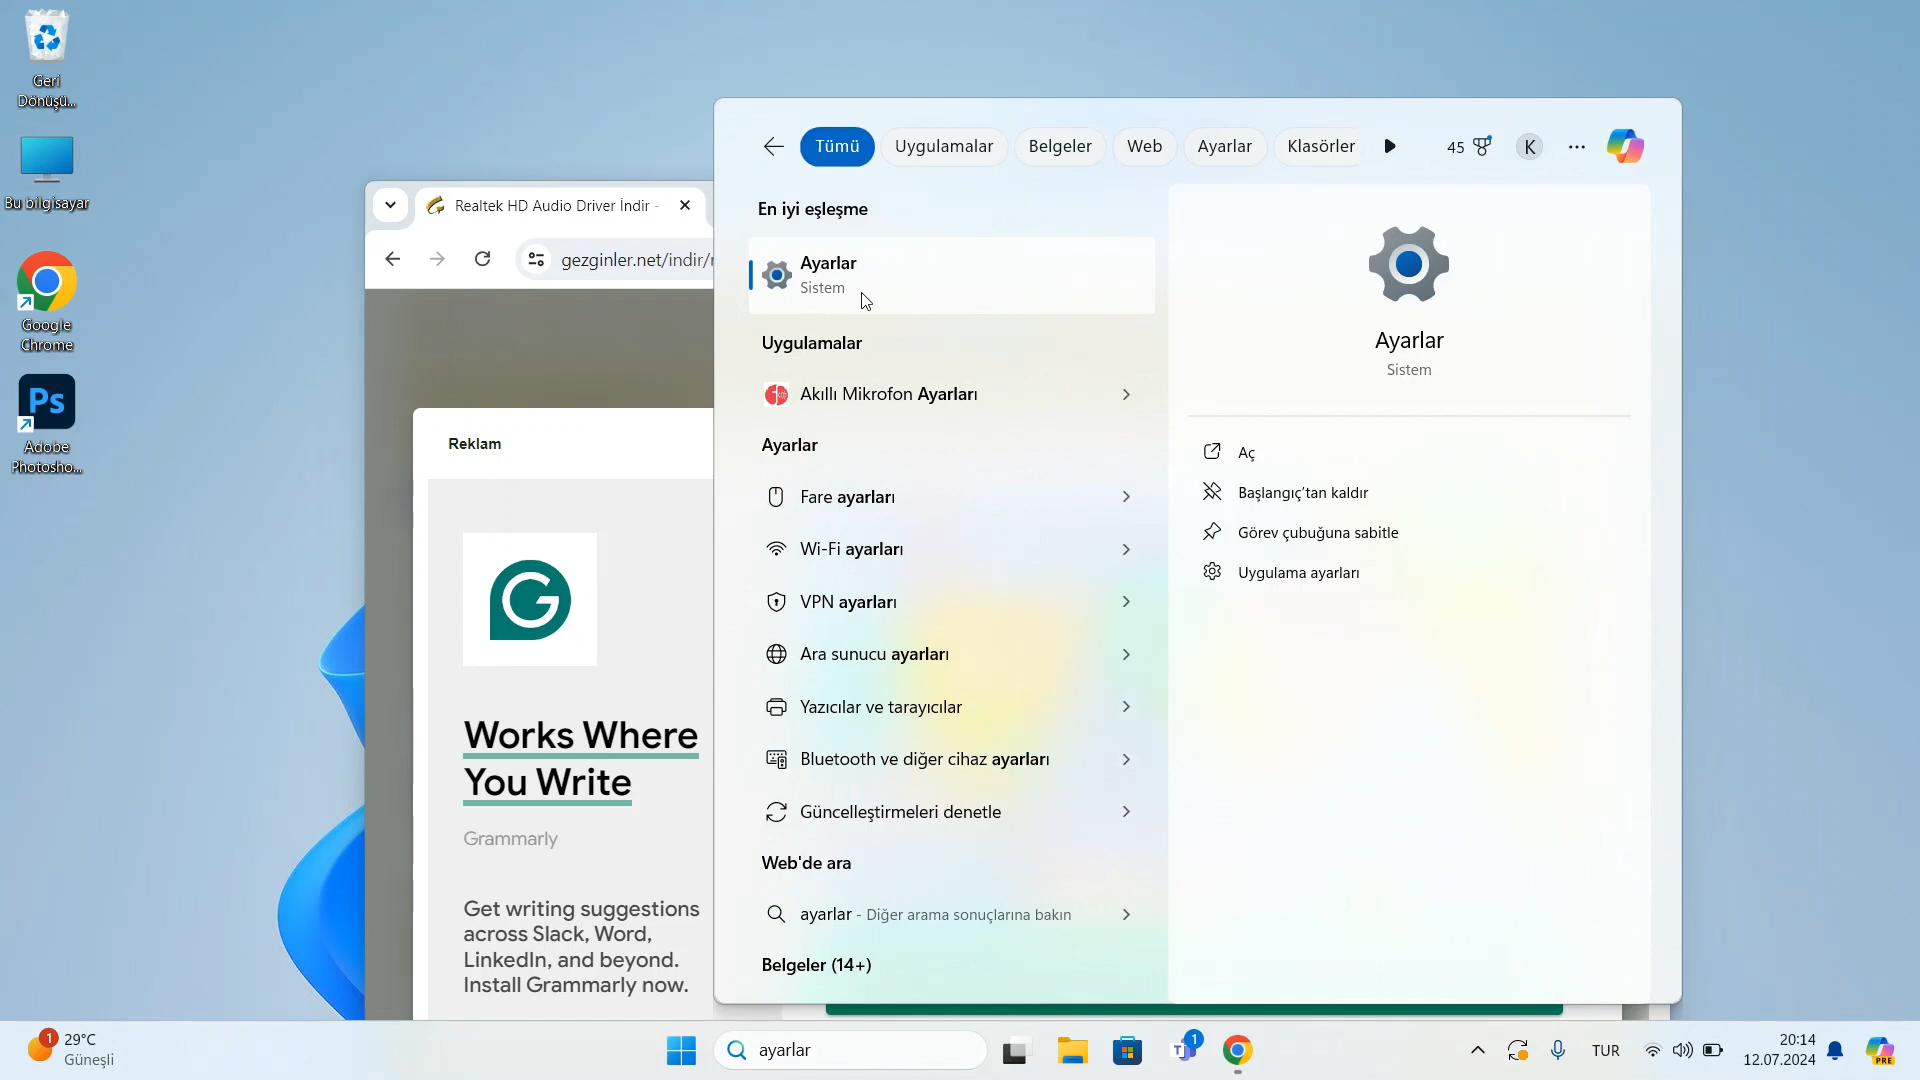 Geri
Dönüşü...
Bu bilgisayar
Google
Chrome
Ps
Adobe
Photosho...
Realtek HD Audio Driver İndir -
gezginler.net/indir/r
Reklam
Works Where
You Write
Grammarly
Get writing suggestions
across Slack, Word,
LinkedIn, and beyond.
Install Grammarly now.
Tümü
Uygulamalar
Belgeler
Web
Ayarlar
Klasörler
45
K
En iyi eşleşme
Ayarlar
Sistem
Uygulamalar
Akıllı Mikrofon Ayarları
Ayarlar
Fare ayarları
Wi-Fi ayarları
VPN ayarları
Ara sunucu ayarları
Yazıcılar ve tarayıcılar
Bluetooth ve diğer cihaz ayarları
Güncelleştirmeleri denetle
Web'de ara
ayarlar - Diğer arama sonuçlarına bakın
Belgeler (14+)
Ayarlar
Sistem
Aç
Başlangıç'tan kaldır
Görev çubuğuna sabitle
Uygulama ayarları
1
29°C
Güneşli
ayarlar
1
TUR
20:14
12.07.2024
PRE